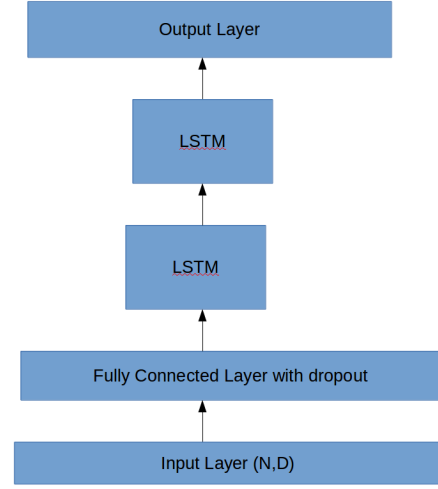 Output Layer
LSTM
LSTM
Fully Connected Layer with dropout
Input Layer (N,D)